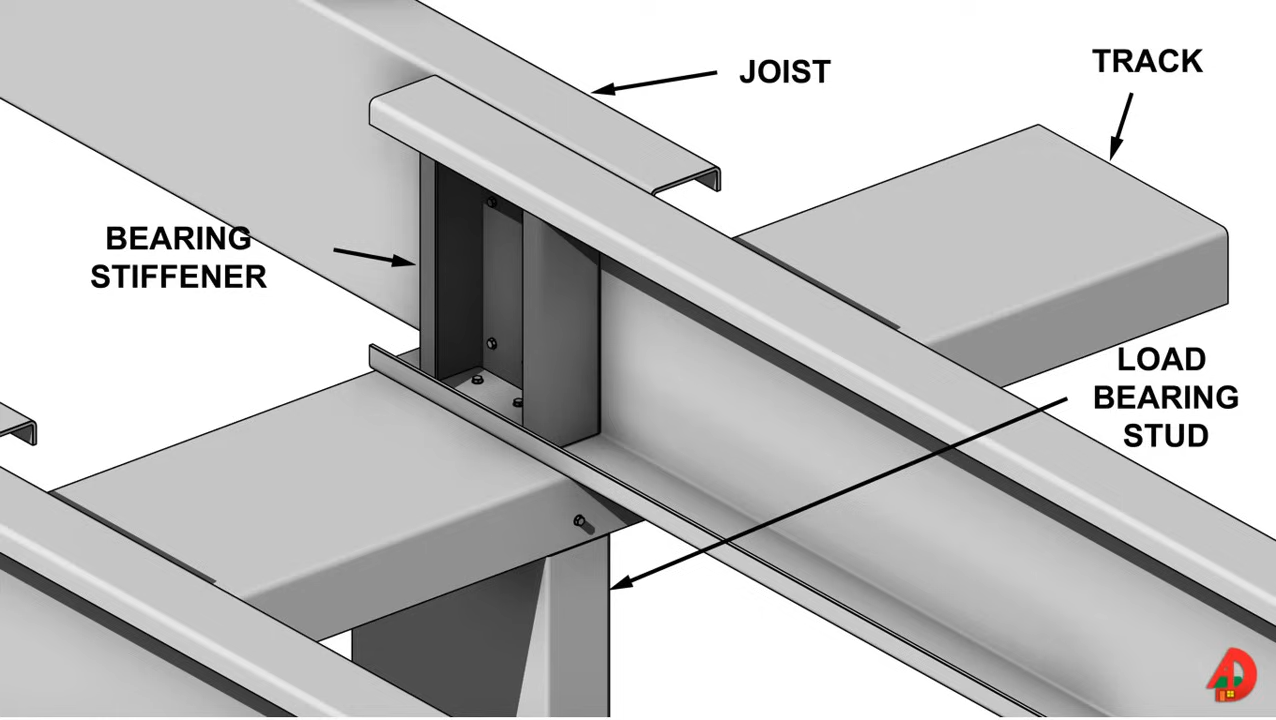 JOIST
TRACK
BEARING
STIFFENER
LOAD
BEARING
STUD